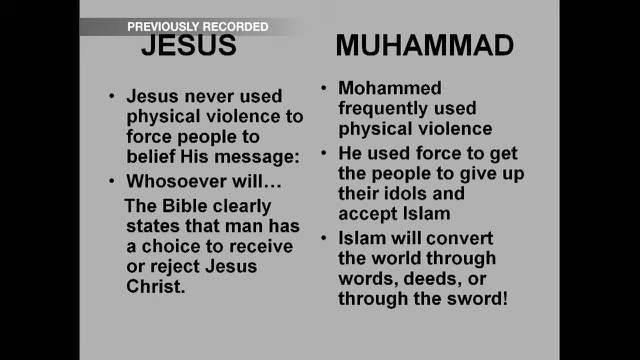 PREVIOUSLY RECORDED
JESUS
• Jesus never used
physical violence to
force people to
belief His message:
• Whosoever will…
The Bible clearly
states that man has
a choice to receive
or reject Jesus
Christ.
MUHAMMAD
• Mohammed
frequently used
physical violence
• He used force to get
the people to give up
their idols and
accept Islam
• Islam will convert
the world through
words, deeds, or
through the sword!